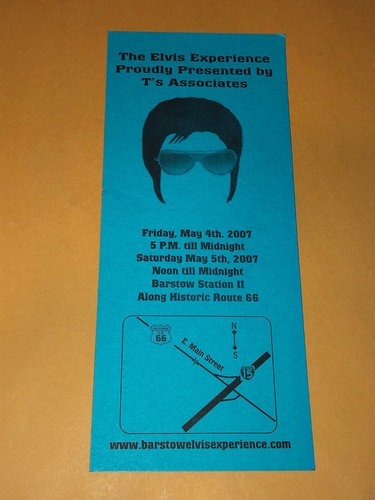 The Elvis Experience
Proudly Presented by
T's Associates
Friday, May 4th, 2007
5 P.M. till Midnight
Saturday May 5th, 2007
Noon till Midnight
Barstow Station II
Along Historic Route 66
66
N
S
E. Main Street
15
www.barstowelvisexperience.com